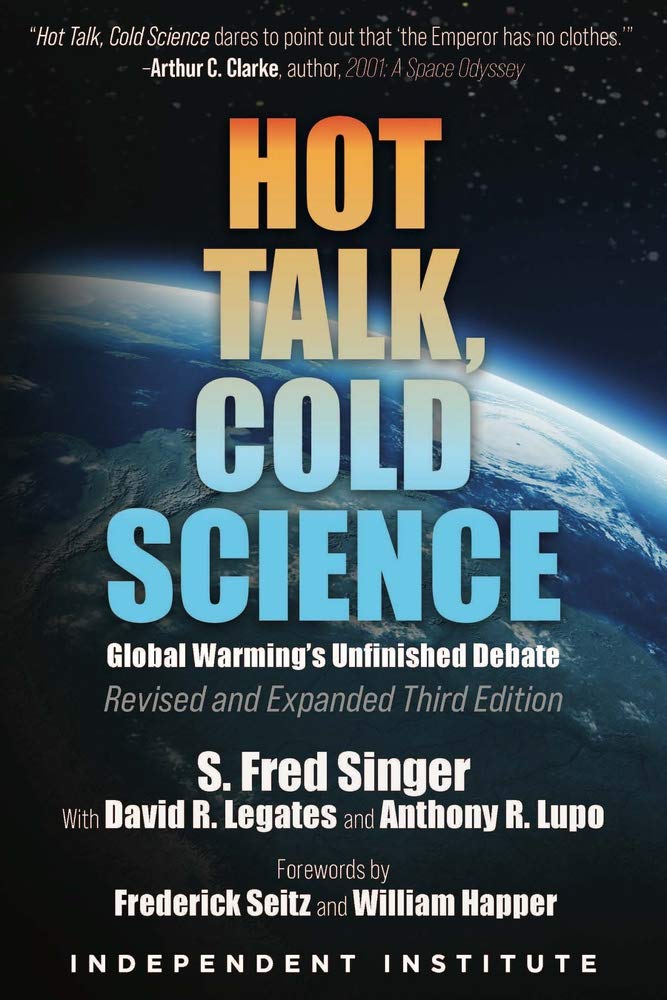 “Hot Talk, Cold Science dares to point out that ‘the Emperor has no clothes.’”
–Arthur C. Clarke, author, 2001: A Space Odyssey
HOT
TALK,
COLD
SCIENCE
Global Warming’s Unfinished Debate
Revised and Expanded Third Edition
S. Fred Singer
With David R. Legates and Anthony R. Lupo
Forewords by
Frederick Seitz and William Happer
INDEPENDENT INSTITUTE